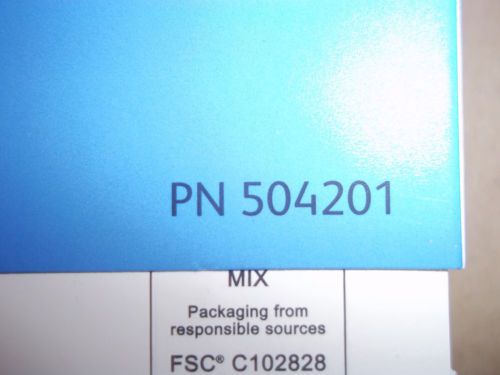 PN 504201
MIX
Packaging from
responsible sources
FSC® C102828